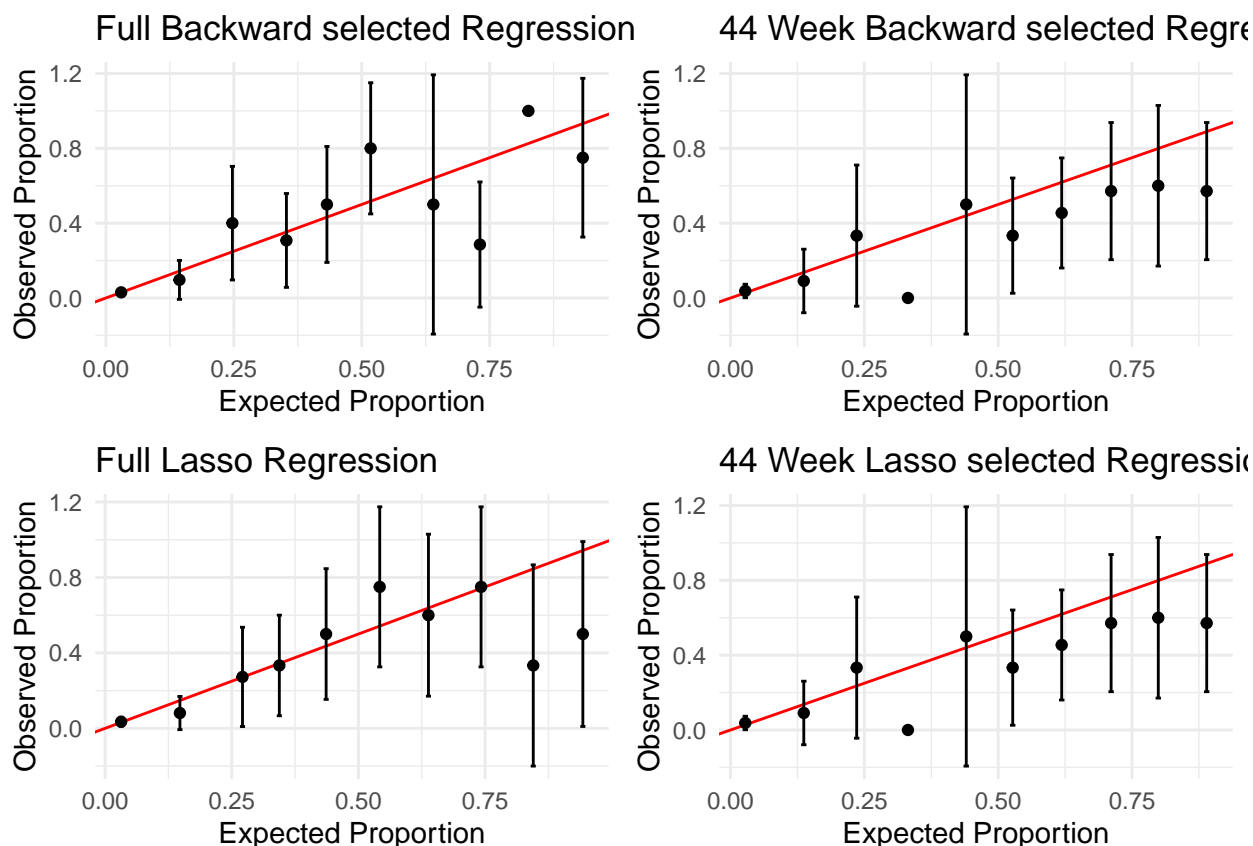 Full Backward selected Regression
1.2
0.8
0.4
0.0
Observed Proportion
0.00 0.25 0.50 0.75
Expected Proportion
44 Week Backward selected Regre
1.2
0.8
0.4
0.0
Observed Proportion
0.00 0.25 0.50 0.75
Expected Proportion
Full Lasso Regression
1.2
0.8
0.4
0.0
Observed Proportion
0.00 0.25 0.50 0.75
Expected Proportion
44 Week Lasso selected Regressio
1.2
0.8
0.4
0.0
Observed Proportion
0.00 0.25 0.50 0.75
Expected Proportion